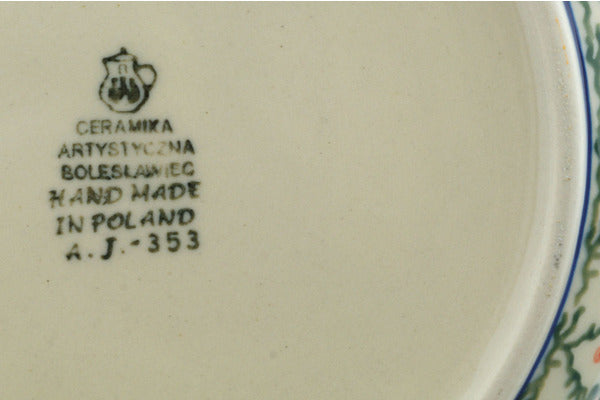 CERAMIKA
ARTYSTYCZNA
BOLESŁAWIEC
HAND MADE
IN POLAND
A.J.-353